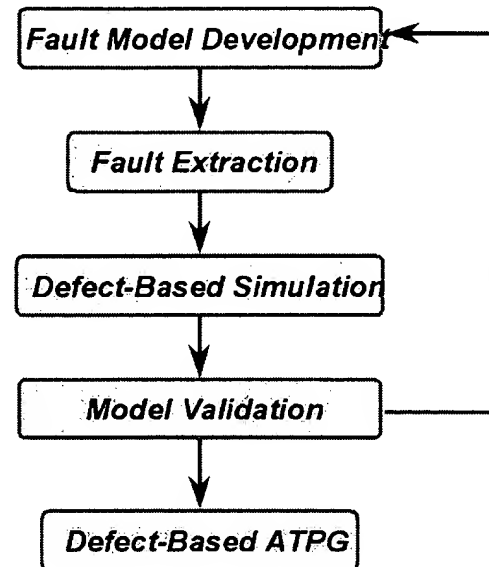 Fault Model Development
Fault Extraction
Defect-Based Simulation
Model Validation
Defect-Based ATPG